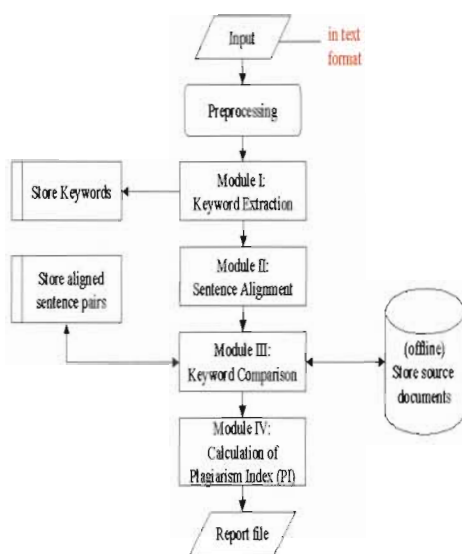 Input
in text
format
Preprocessing
Module I:
Keyword Extraction
Store Keywords
Module II:
Sentence Alignment
Store aligned
sentence pairs
Module III:
Keyword Comparison
(offline)
Store source
documents
Module IV:
Calculation of
Plagiarism Index (PI)
Report file